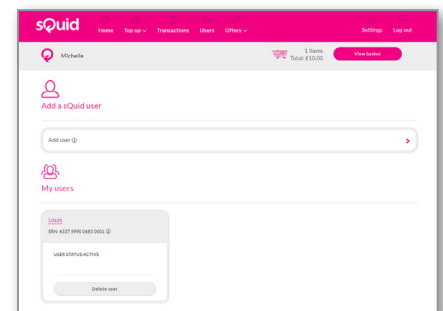 sQuid
Home Top up Transactions Users Offers Settings Log out
Michelle
1 items
Total: £10.00
View basket
Add a sQuid user
Add user
My users
Louis
ERN: 6337 9990 0650 0001
USER STATUS: ACTIVE
Delete user